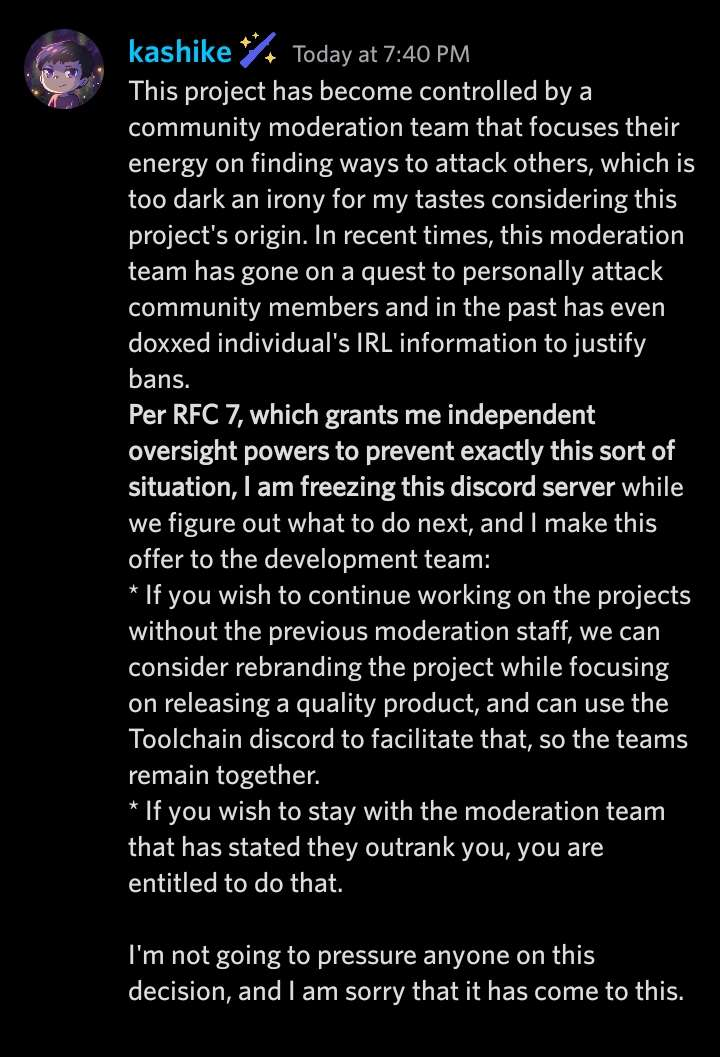 kashike Today at 7:40 PM
This project has become controlled by a
community moderation team that focuses their
energy on finding ways to attack others, which is
too dark an irony for my tastes considering this
project's origin. In recent times, this moderation
team has gone on a quest to personally attack
community members and in the past has even
doxxed individual's IRL information to justify
bans.
Per RFC 7, which grants me independent
oversight powers to prevent exactly this sort of
situation, I am freezing this discord server while
we figure out what to do next, and I make this
offer to the development team:
* If you wish to continue working on the projects
without the previous moderation staff, we can
consider rebranding the project while focusing
on releasing a quality product, and can use the
Toolchain discord to facilitate that, so the teams
remain together.
* If you wish to stay with the moderation team
that has stated they outrank you, you are
entitled to do that.
I'm not going to pressure anyone on this
decision, and I am sorry that it has come to this.